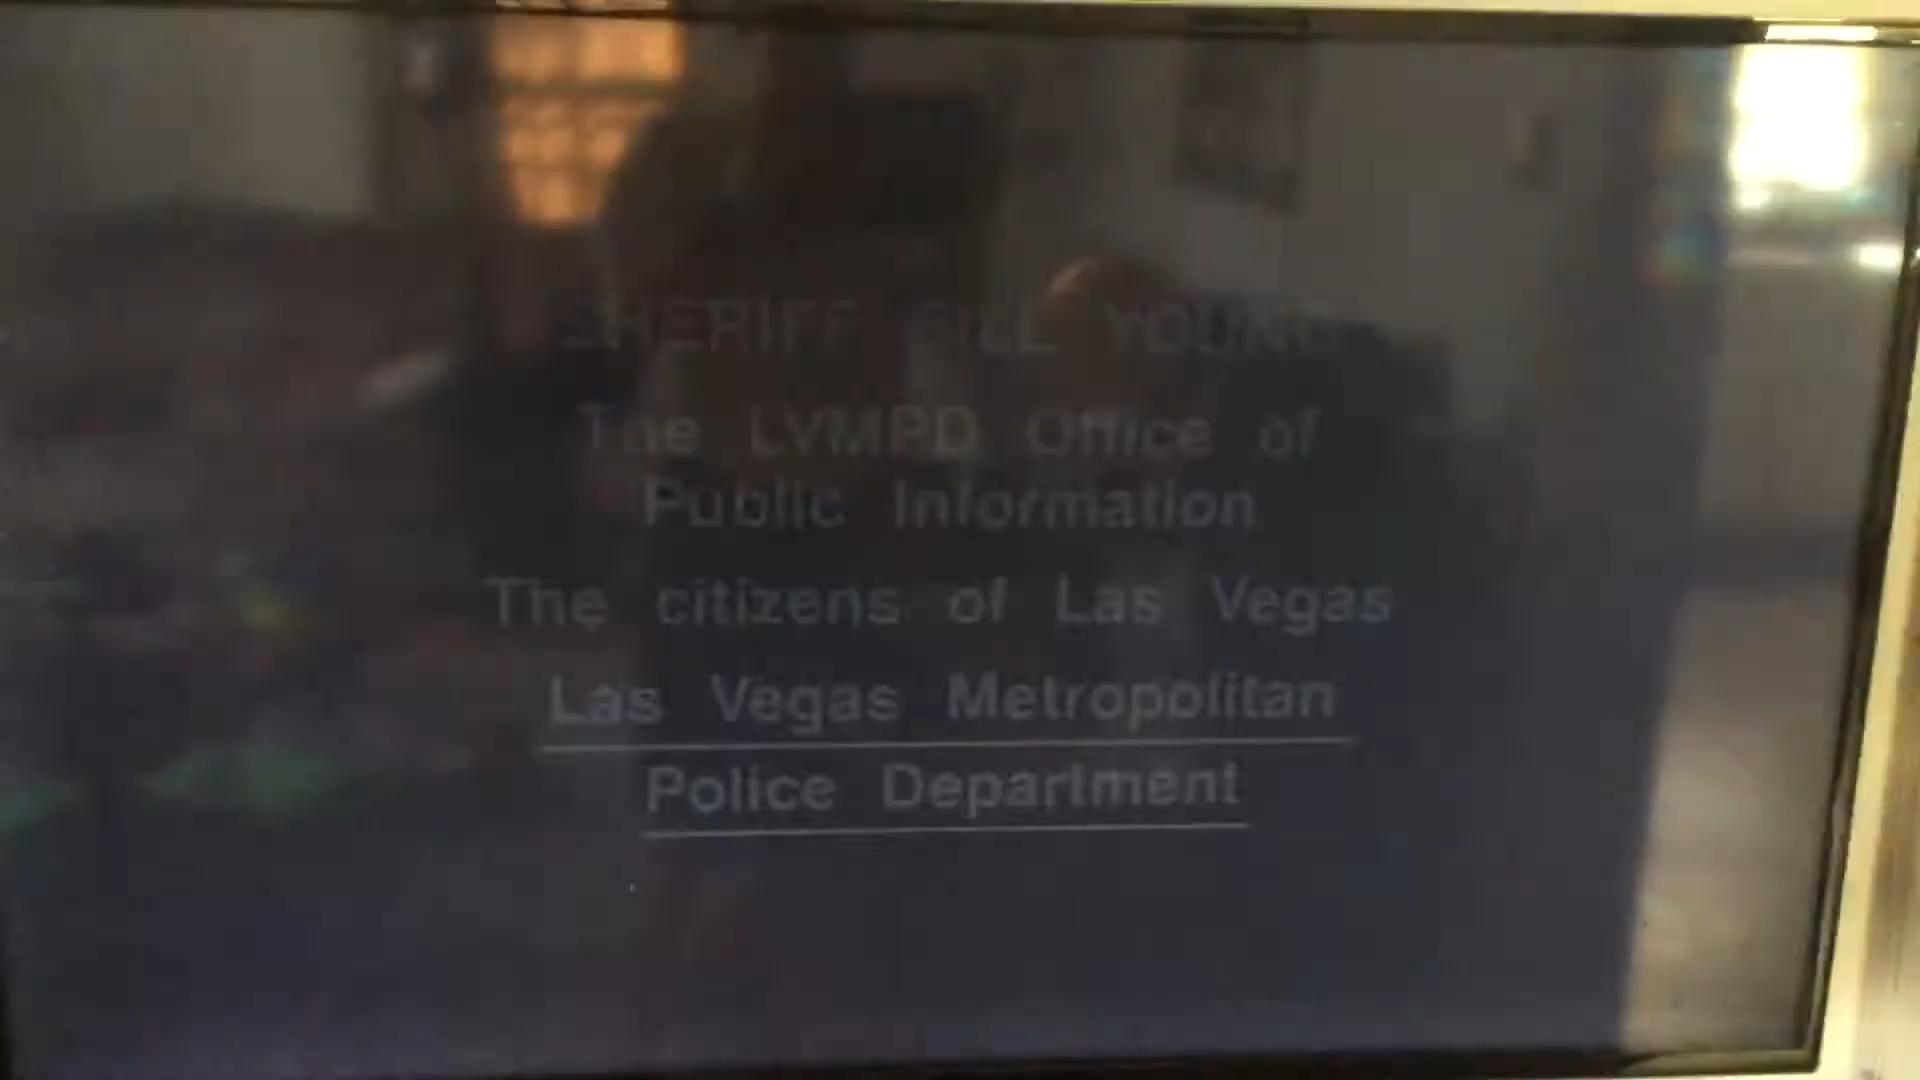 SHERIFF BILL YOUNG
The LVMPD Office of
Public Information
The citizens of Las Vegas
Las Vegas Metropolitan
Police Department